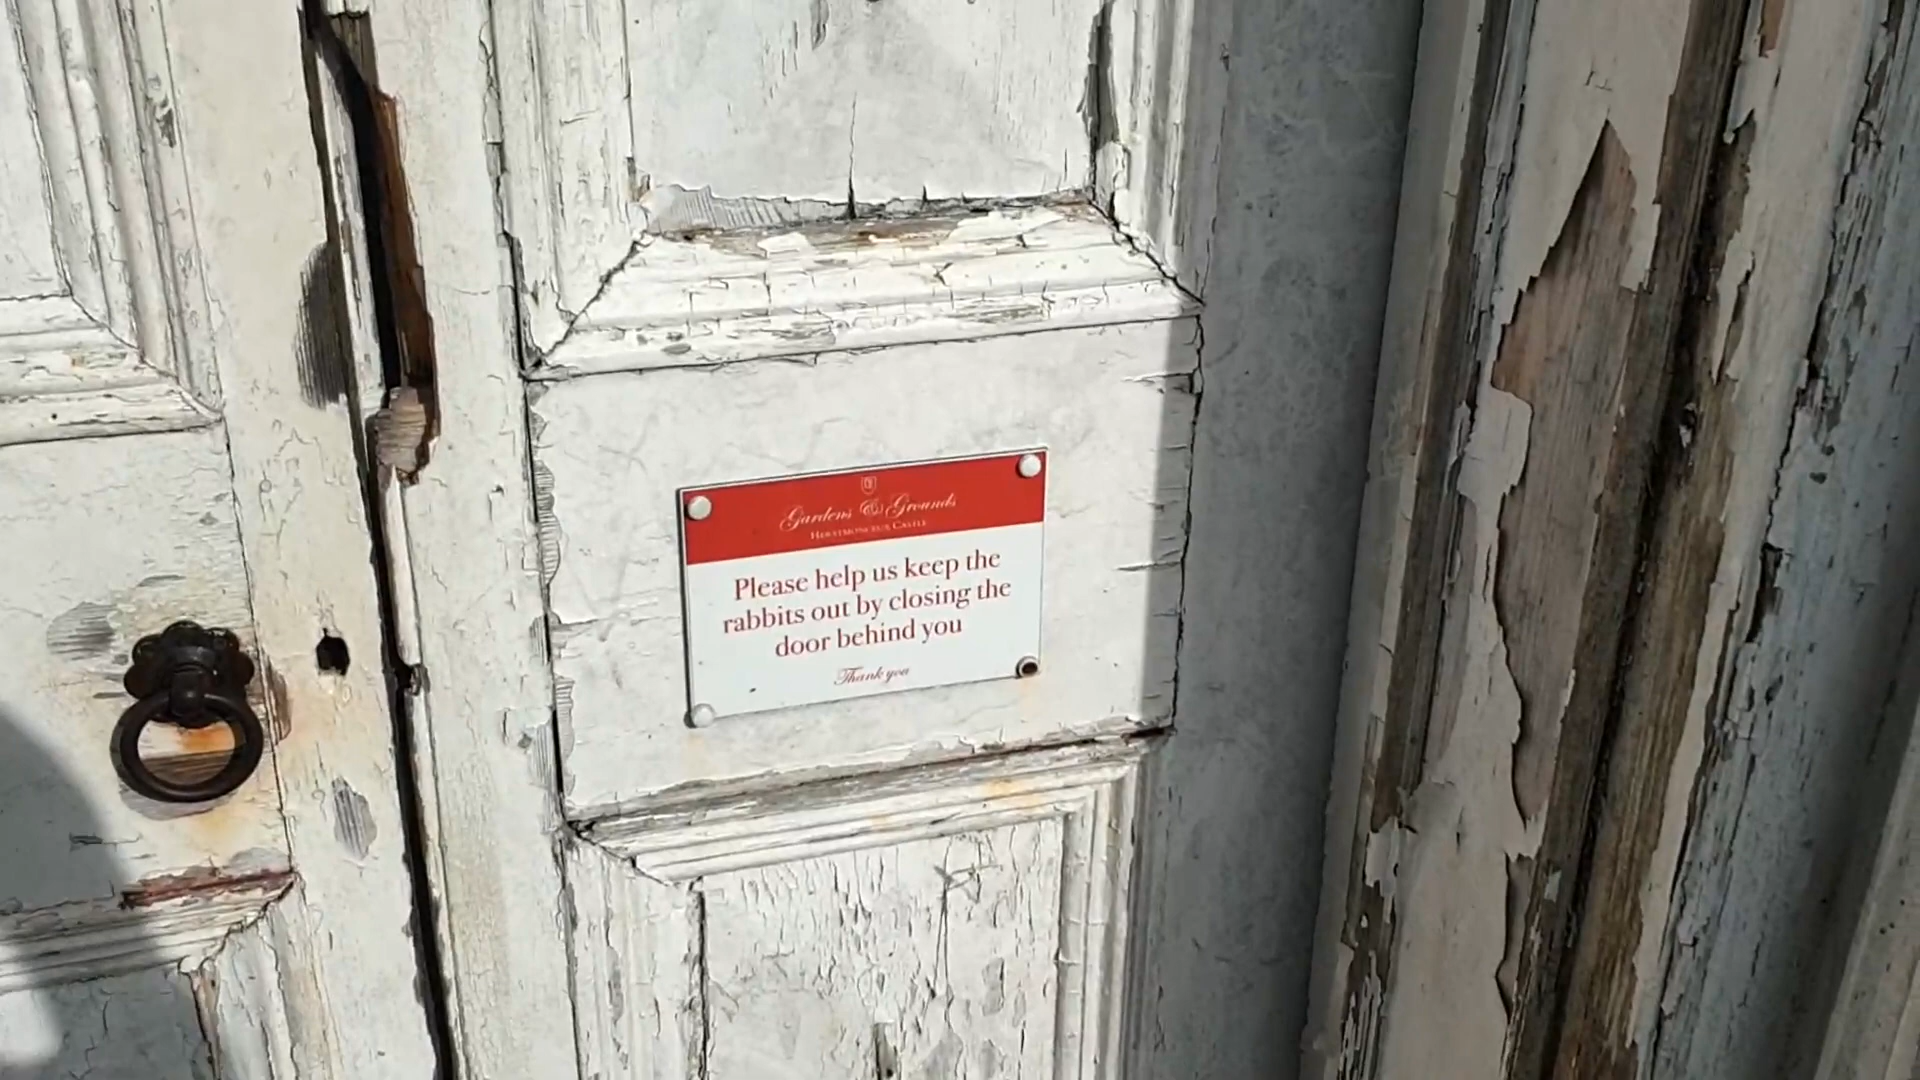 Gardens & Grounds
HERSTMONCEUX CASTLE
Please help us keep the
rabbits out by closing the
door behind you
Thank you